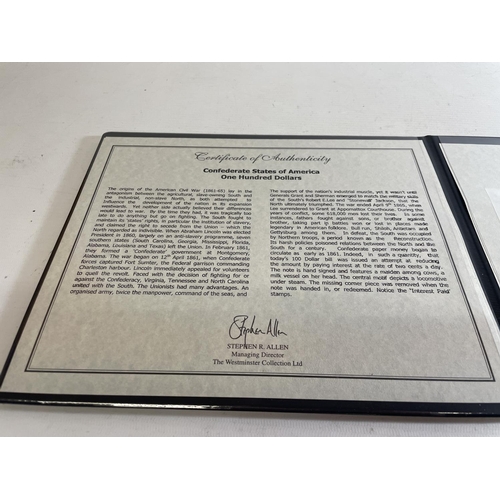 Certificate of Authenticity
Confederate States of America
One Hundred Dollars
The origins of the American Civil War (1861-65) lay in the
antagonism between the agricultural, slave-owning South and
the industrial, non-slave North, as both attempted to
influence the development of the nation in its expansion
westwards. Yet neither side actually believed their differences
would lead to war. By the time they had, it was tragically too
late to do anything but go on fighting. The South fought to
maintain its states' rights, in particular the institution of slavery,
and claimed the right to secede from the Union - which the
North regarded as indivisible. When Abraham Lincoln was elected
President in 1860, largely on an anti-slavery programme, seven
southern states (South Carolina, Georgia, Mississippi, Florida,
Alabama, Louisiana and Texas) left the Union. In February 1861,
they formed a 'Confederate' government at Montgomery,
Alabama. The war began on 12th April 1861, when Confederate
forces captured Fort Sumter, the Federal garrison commanding
Charleston harbour. Lincoln immediately appealed for volunteers
to quell the revolt. Faced with the decision of fighting for or
against the Confederacy, Virginia, Tennessee and North Carolina
united with the South. The Unionists had many advantages. An
organised army, twice the manpower, command of the seas, and
The support of the nation's industrial muscle, yet it wasn't until
Generals Grant and Sherman emerged to match the military skills
of the South's Robert E.Lee and 'Stonewall' Jackson, that the
North ultimately triumphed. The war ended April 9th 1865, when
Lee surrendered to Grant at Appomattox Courthouse. During the
years of conflict, some 618,000 men lost their lives. In some
instances, fathers fought against sons, or brother against
brother, taking part in battles won or lost in places made
legendary in American folklore, Bull run, Shiloh, Antietam and
Gettysburg among them. In defeat, the South was occupied
by Northern troops, a period known as the Reconstruction.
Its harsh policies poisoned relations between the North and the
South for a century. Confederate paper money began to
circulate as early as 1861. Indeed, in such a quantity, that
today's 100 Dollar bill was issued an attempt at reducing
the amount by paying interest at the rate of two cents a day.
The note is hand signed and features a maiden among cows, a
milk vessel on her head. The central motif depicts a locomotive
under steam. The missing corner piece was removed when the
note was handed in, or redeemed. Notice the 'Interest Paid'
stamps.
Stephen Allen
STEPHEN R. ALLEN
Managing Director
The Westminster Collection Ltd